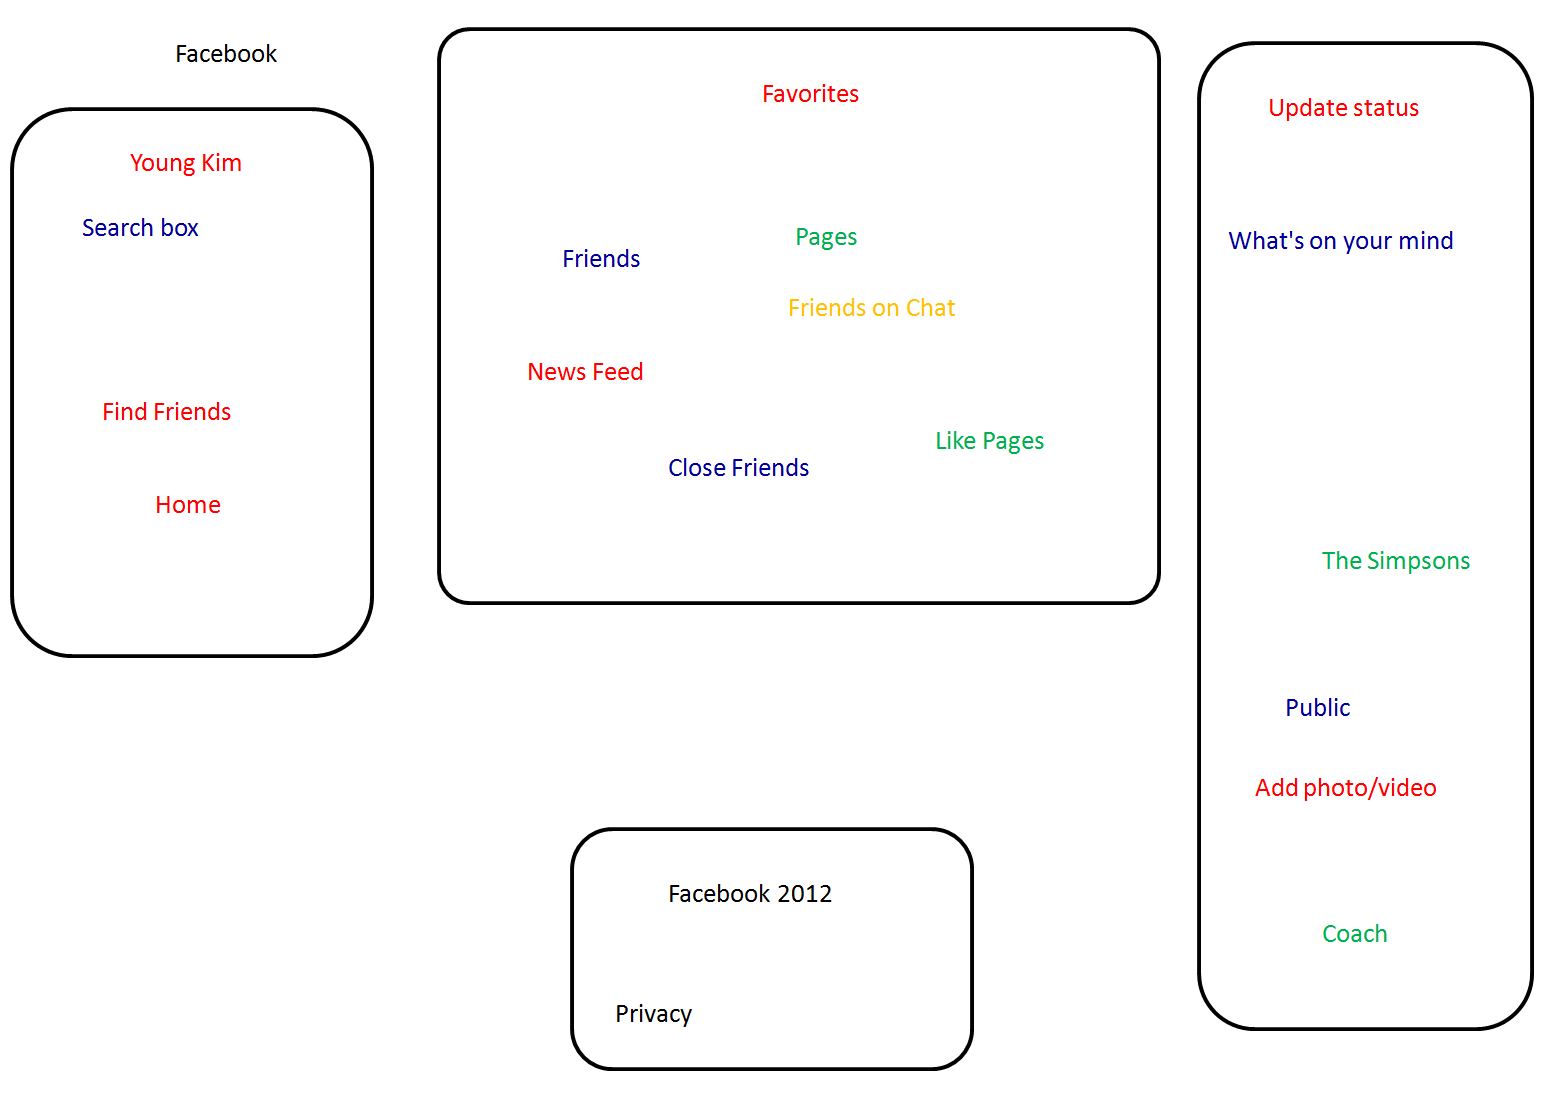 Facebook
Young Kim
Search box
Find Friends
Home
Favorites
Pages
Friends
Friends on Chat
News Feed
Like Pages
Close Friends
Update status
What's on your mind
The Simpsons
Public
Add photo/video
Coach
Facebook 2012
Privacy